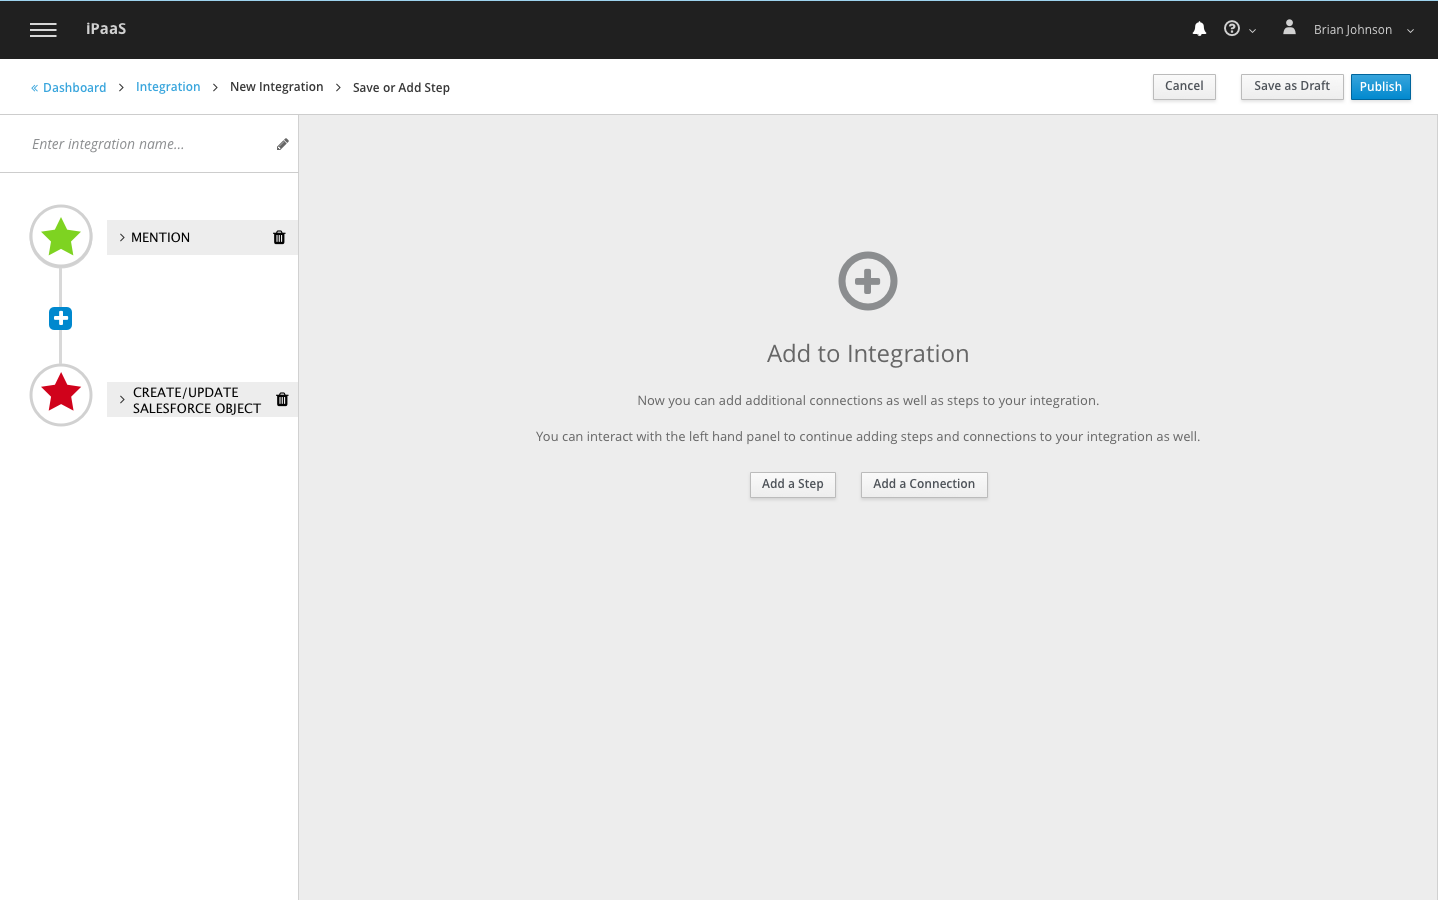 iPaaS
Brian Johnson
« Dashboard > Integration > New Integration > Save or Add Step
Cancel
Save as Draft
Publish
Enter integration name...
MENTION
CREATE/UPDATE
SALESFORCE OBJECT
Add to Integration
Now you can add additional connections as well as steps to your integration.
You can interact with the left hand panel to continue adding steps and connections to your integration as well.
Add a Step
Add a Connection